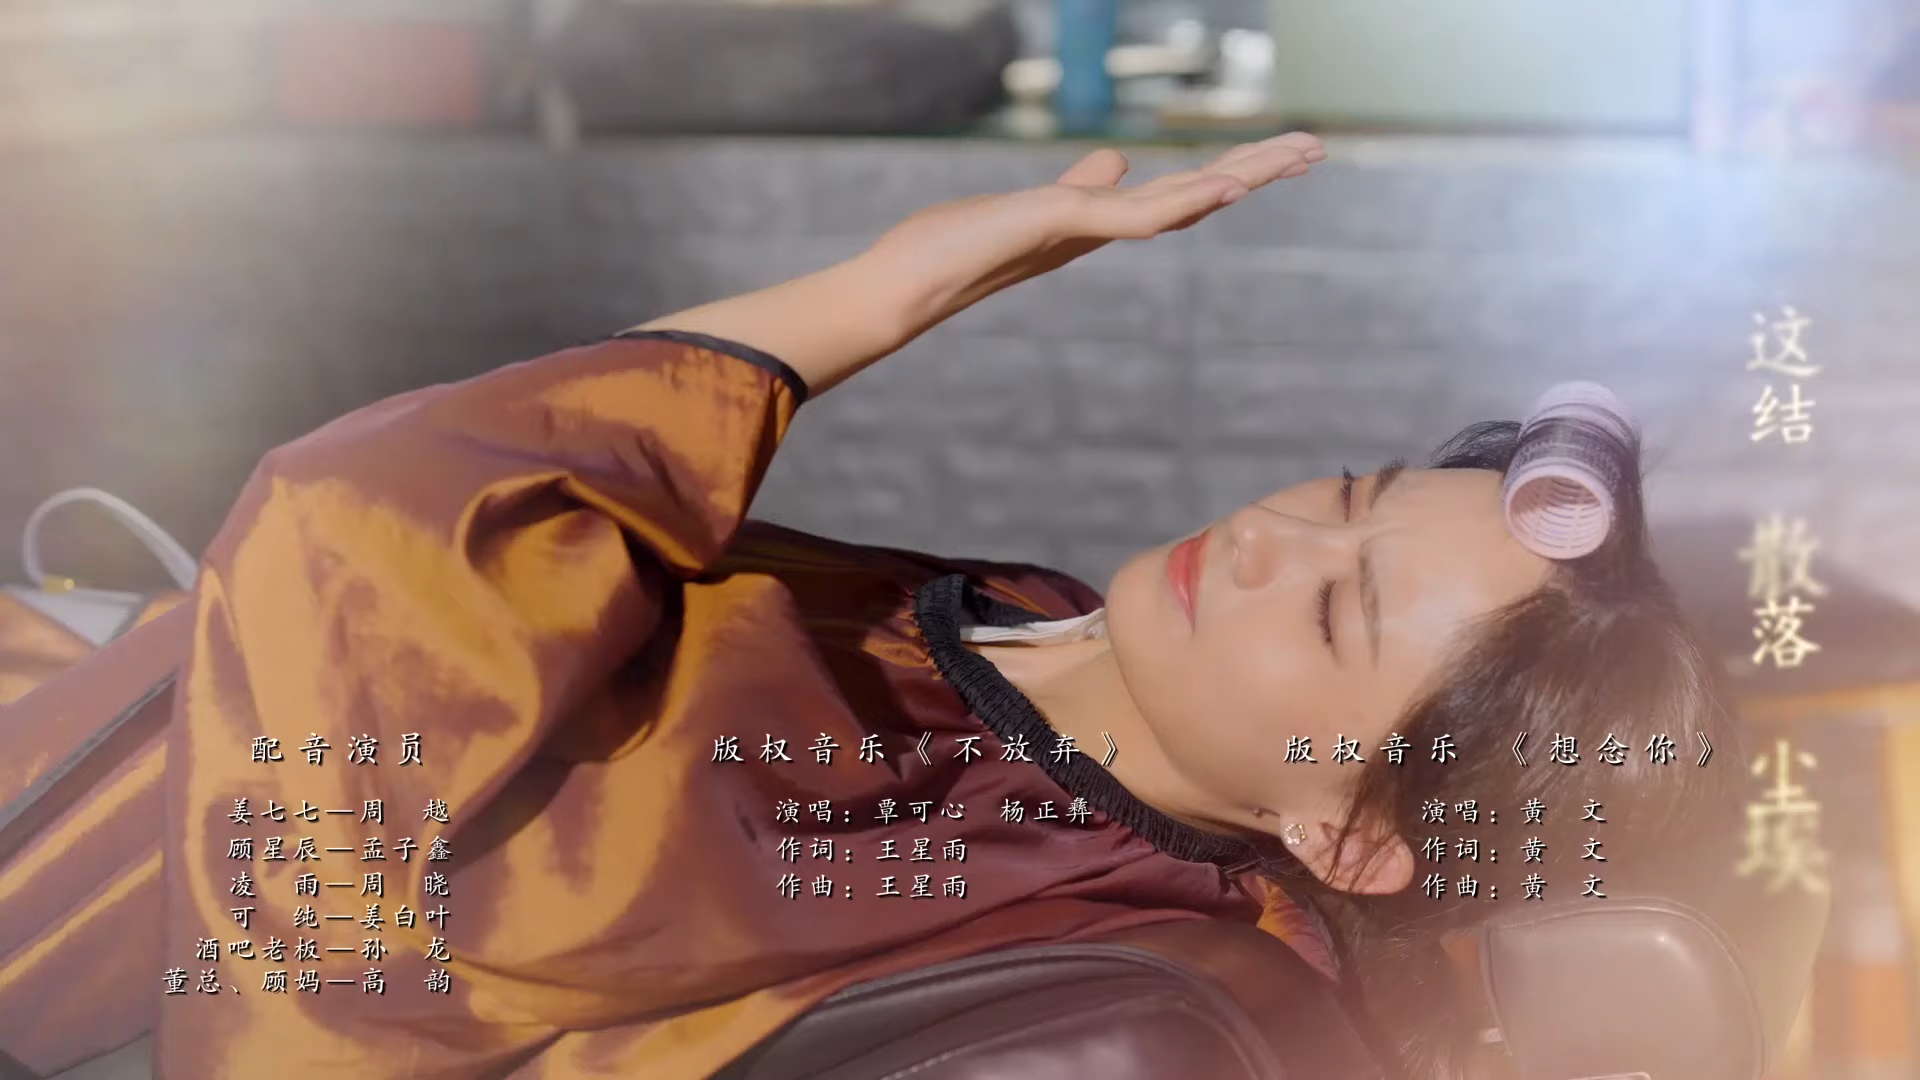 配音演员
姜七七—周　越
顾星辰—孟子鑫
凌　雨—周　晓
可　纯—姜白叶
酒吧老板—孙　龙
董总、顾妈—高　韵
版权音乐《不放弃》
演唱：覃可心　杨正彝
作词：王星雨
作曲：王星雨
版权音乐 《想念你》
演唱：黄　文
作词：黄　文
作曲：黄　文
这结 散落 尘埃